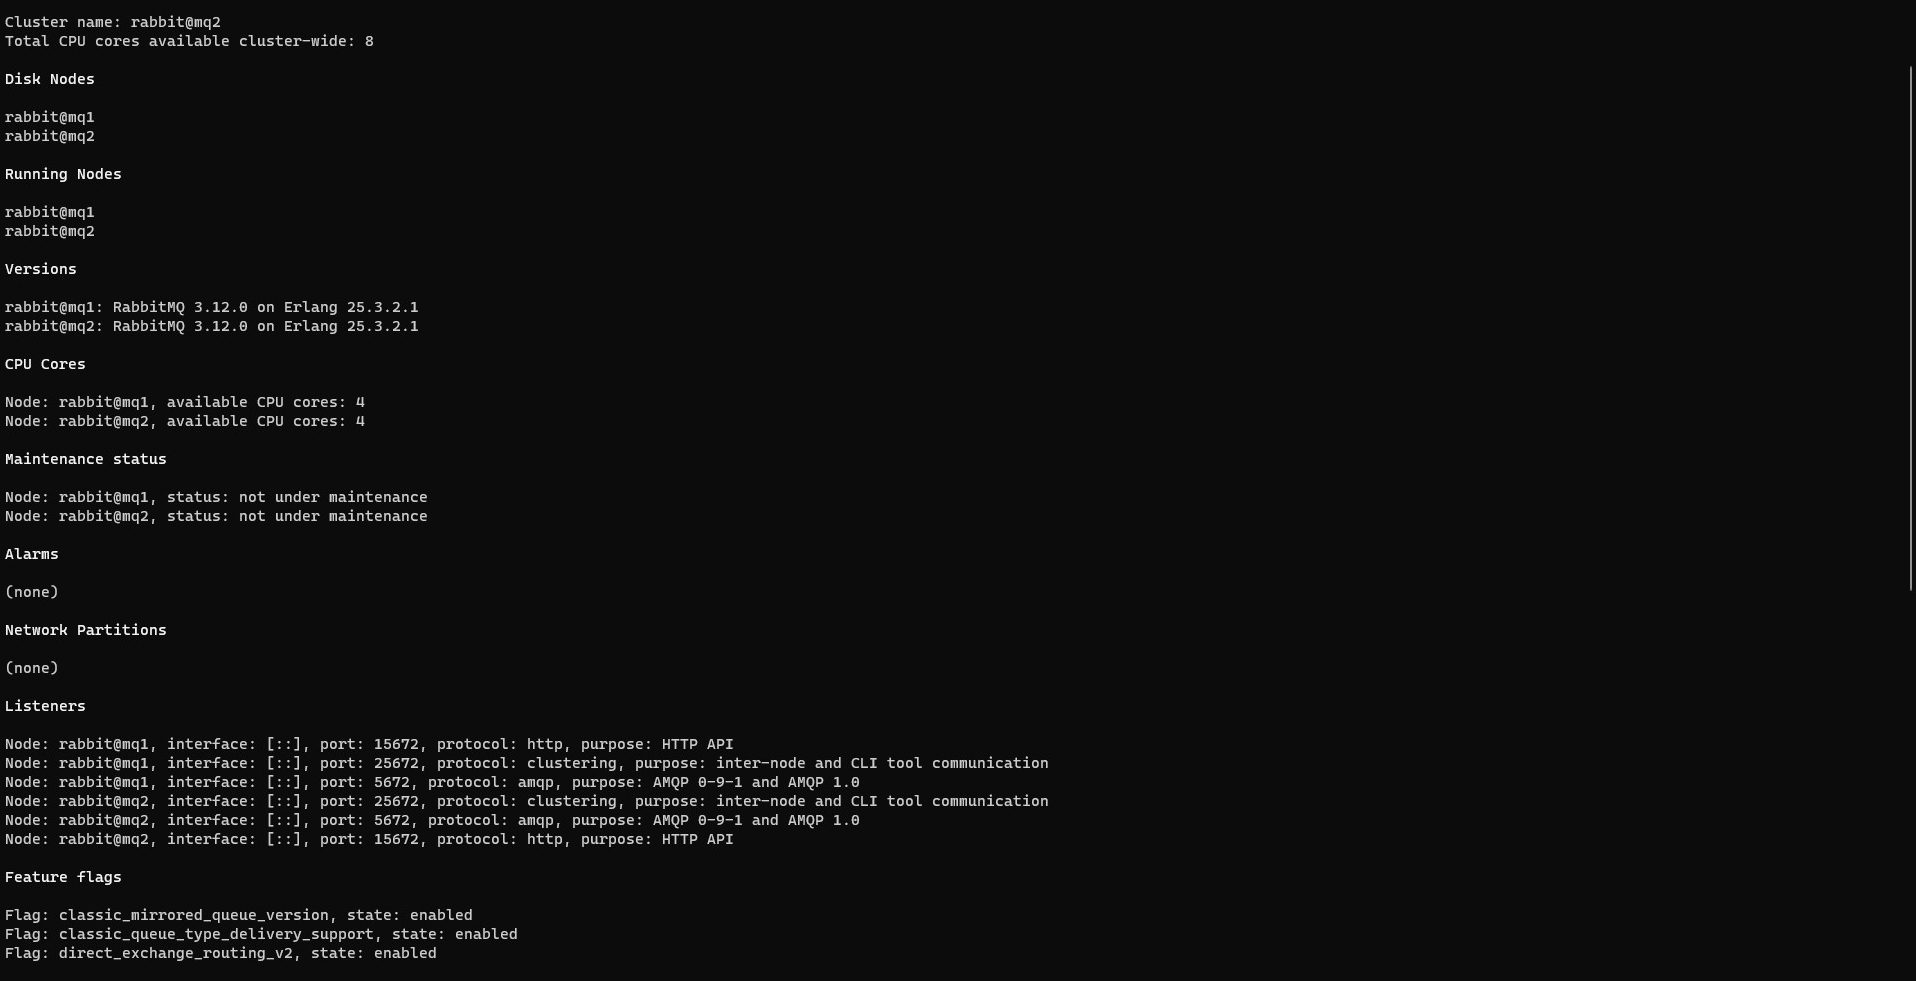 Cluster name: rabbit@mq2
Total CPU cores available cluster-wide: 8
Disk Nodes
rabbit@mq1
rabbit@mq2
Running Nodes
rabbit@mq1
rabbit@mq2
Versions
rabbit@mq1: RabbitMQ 3.12.0 on Erlang 25.3.2.1
rabbit@mq2: RabbitMQ 3.12.0 on Erlang 25.3.2.1
CPU Cores
Node: rabbit@mq1, available CPU cores: 4
Node: rabbit@mq2, available CPU cores: 4
Maintenance status
Node: rabbit@mq1, status: not under maintenance
Node: rabbit@mq2, status: not under maintenance
Alarms
(none)
Network Partitions
(none)
Listeners
Node: rabbit@mq1, interface: [::], port: 15672, protocol: http, purpose: HTTP API
Node: rabbit@mq1, interface: [::], port: 25672, protocol: clustering, purpose: inter-node and CLI tool communication
Node: rabbit@mq1, interface: [::], port: 5672, protocol: amqp, purpose: AMQP 0-9-1 and AMQP 1.0
Node: rabbit@mq2, interface: [::], port: 25672, protocol: clustering, purpose: inter-node and CLI tool communication
Node: rabbit@mq2, interface: [::], port: 5672, protocol: amqp, purpose: AMQP 0-9-1 and AMQP 1.0
Node: rabbit@mq2, interface: [::], port: 15672, protocol: http, purpose: HTTP API
Feature flags
Flag: classic_mirrored_queue_version, state: enabled
Flag: classic_queue_type_delivery_support, state: enabled
Flag: direct_exchange_routing_v2, state: enabled